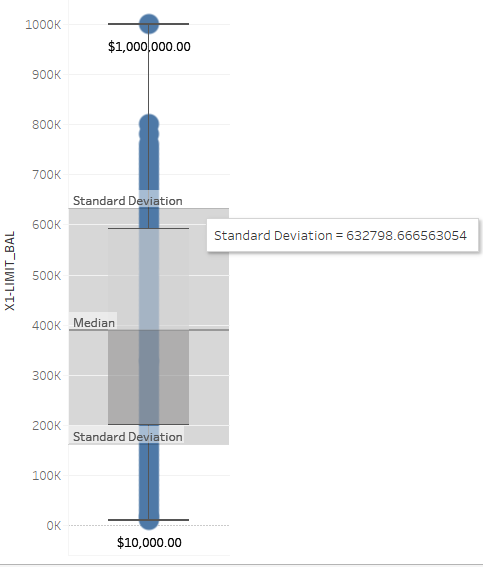 1000K
$1,000,000.00
900K
800K
700K
Standard Deviation
600K
Standard Deviation = 632798.666563054
500K
X1-LIMIT_BAL
400K
Median
300K
200K
Standard Deviation
100K
0K
$10,000.00